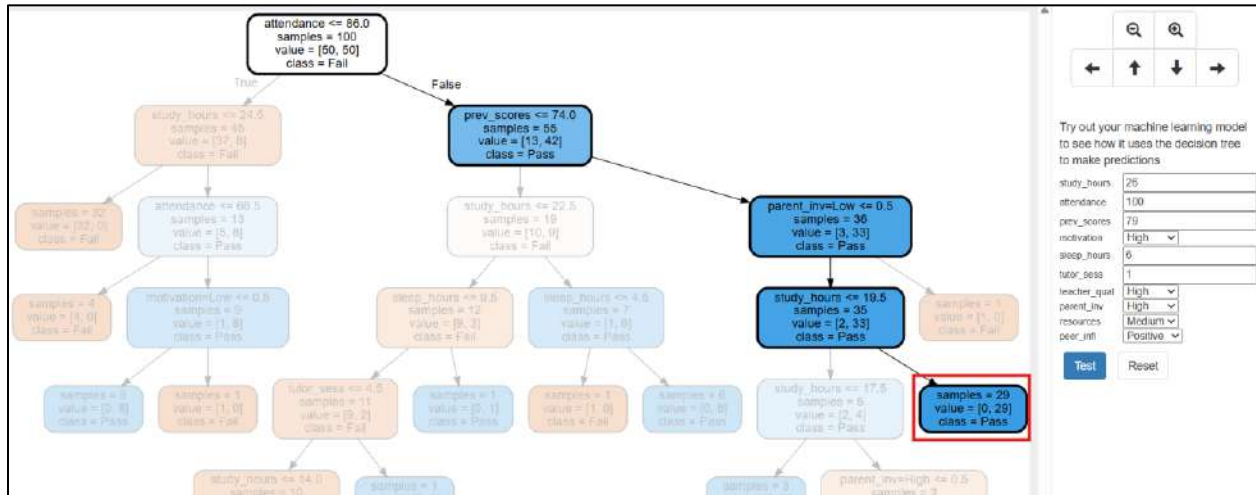 attendance <= 86.0
samples = 100
value = [50, 50]
class = Fail
True
False
study_hours <= 24.5
samples = 45
value = [37, 8]
class = Fail
prev_scores <= 74.0
samples = 55
value = [13, 42]
class = Pass
samples = 32
value = [32, 0]
class = Fail
attendance <= 66.5
samples = 13
value = [5, 8]
class = Pass
study_hours <= 22.5
samples = 19
value = [10, 9]
class = Fail
parent_inv=Low <= 0.5
samples = 36
value = [3, 33]
class = Pass
samples = 4
value = [4, 0]
class = Fail
motivation=Low <= 0.5
samples = 9
value = [1, 8]
class = Pass
sleep_hours <= 9.5
samples = 12
value = [9, 3]
class = Fail
sleep_hours <= 4.5
samples = 7
value = [1, 6]
class = Pass
study_hours <= 19.5
samples = 35
value = [2, 33]
class = Pass
samples = 1
value = [1, 0]
class = Fail
samples = 8
value = [0, 8]
class = Pass
samples = 1
value = [1, 0]
class = Fail
tutor_sess <= 4.5
samples = 11
value = [9, 2]
class = Fail
samples = 1
value = [0, 1]
class = Pass
samples = 1
value = [1, 0]
class = Fail
samples = 6
value = [0, 6]
class = Pass
study_hours <= 17.5
samples = 6
value = [2, 4]
class = Pass
samples = 29
value = [0, 29]
class = Pass
study_hours <= 14.0
samples = 10
samples = 1
samples = 3
parent_inv=High <= 0.5
samples = 3
Try out your machine learning model
to see how it uses the decision tree
to make predictions
study_hours 26
attendance 100
prev_scores 79
motivation High
sleep_hours 6
tutor_sess 1
teacher_qual High
parent_inv High
resources Medium
peer_infl Positive
Test Reset